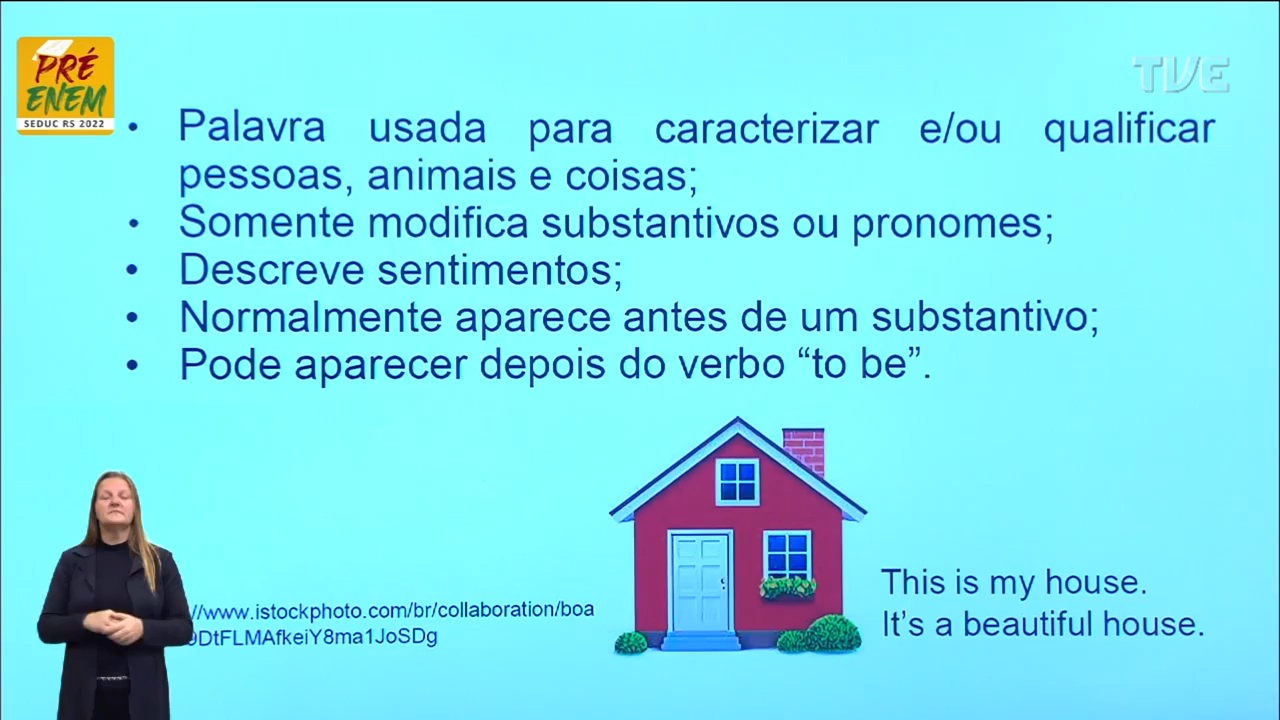 PRÉ
ENEM
SEDUC RS 2022
TVE
• Palavra usada para caracterizar e/ou qualificar
pessoas, animais e coisas;
• Somente modifica substantivos ou pronomes;
• Descreve sentimentos;
• Normalmente aparece antes de um substantivo;
• Pode aparecer depois do verbo “to be”.
//www.istockphoto.com/br/collaboration/boa
9DtFLMAfkeiY8ma1JoSDg
This is my house.
It’s a beautiful house.